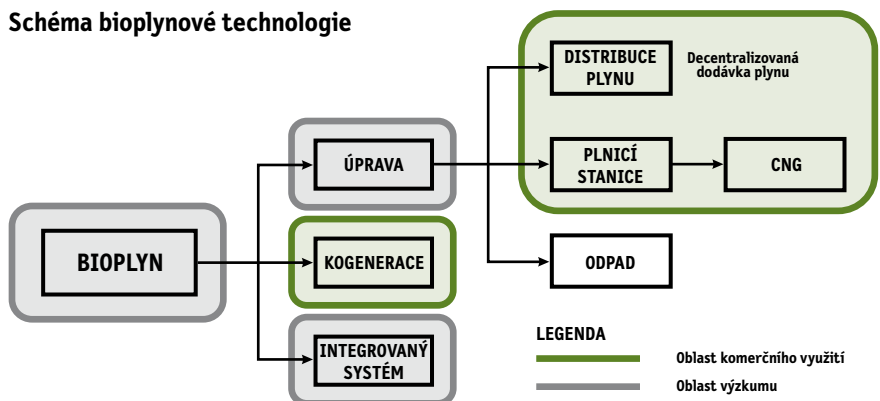 Schéma bioplynové technologie
DISTRIBUCE
PLYNU
Decentralizovaná
dodávka plynu
ÚPRAVA
PLNICÍ
STANICE
CNG
BIOPLYN
KOGENERACE
ODPAD
INTEGROVANÝ
SYSTÉM
LEGENDA
Oblast komerčního využití
Oblast výzkumu